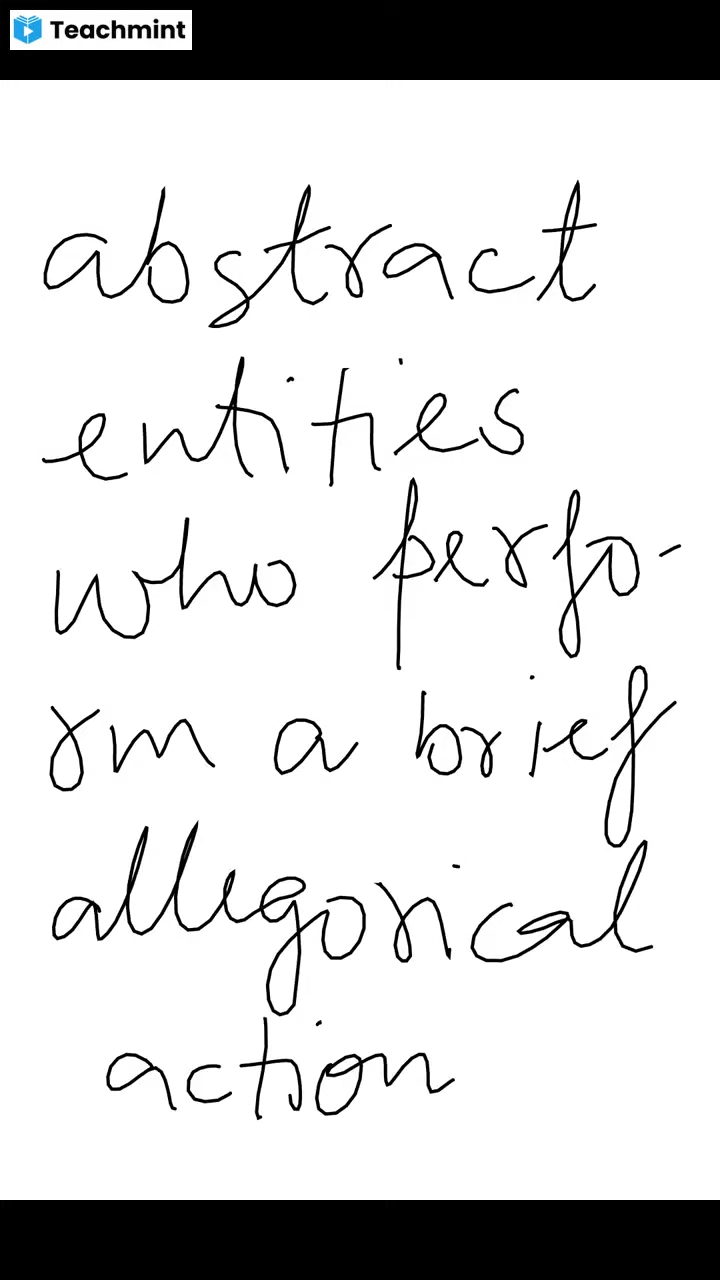 Teachmint
abstract
entities
who perfo-
rm a brief
allegorical
action